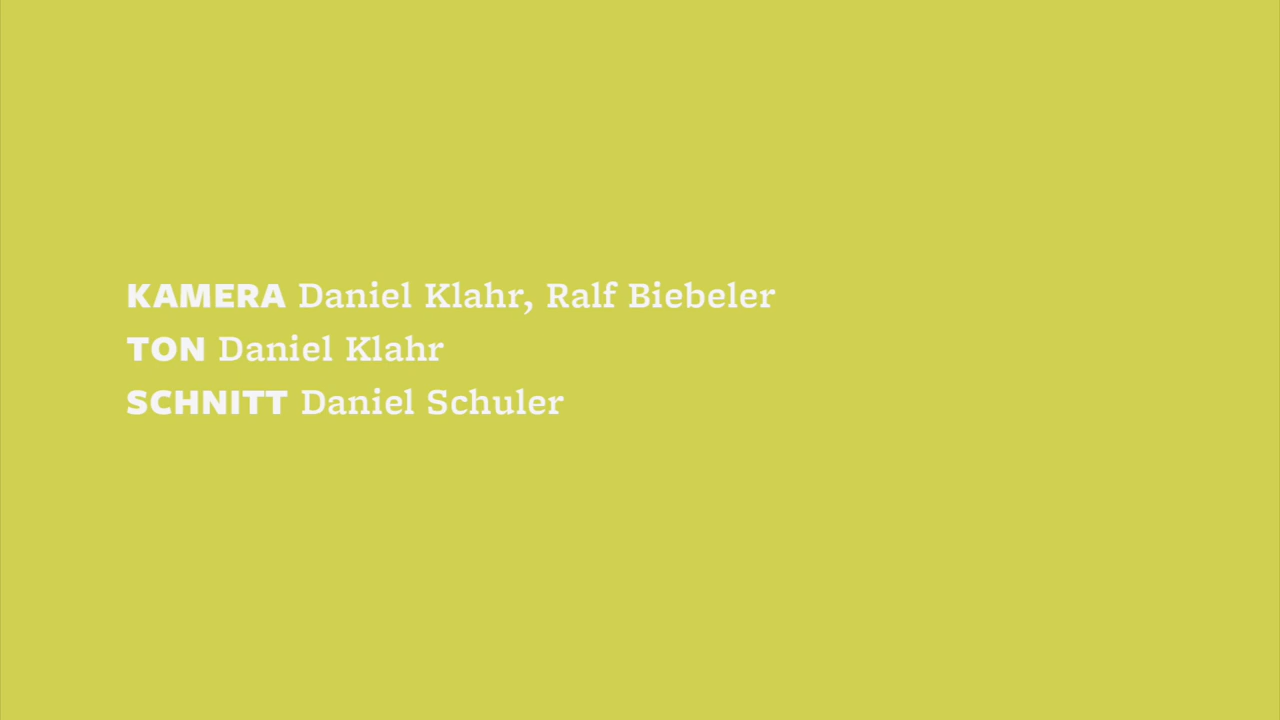 KAMERA Daniel Klahr, Ralf Biebeler
TON Daniel Klahr
SCHNITT Daniel Schuler